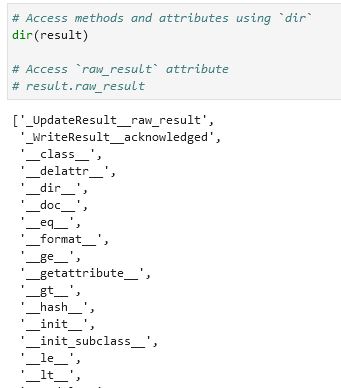 # Access methods and attributes using `dir`
dir(result)
# Access `raw_result` attribute
# result.raw_result
['_UpdateResult__raw_result',
'_WriteResult__acknowledged',
'__class__',
'__delattr__',
'__dir__',
'__doc__',
'__eq__',
'__format__',
'__ge__',
'__getattribute__',
'__gt__',
'__hash__',
'__init__',
'__init_subclass__',
'__le__',
'__lt__',